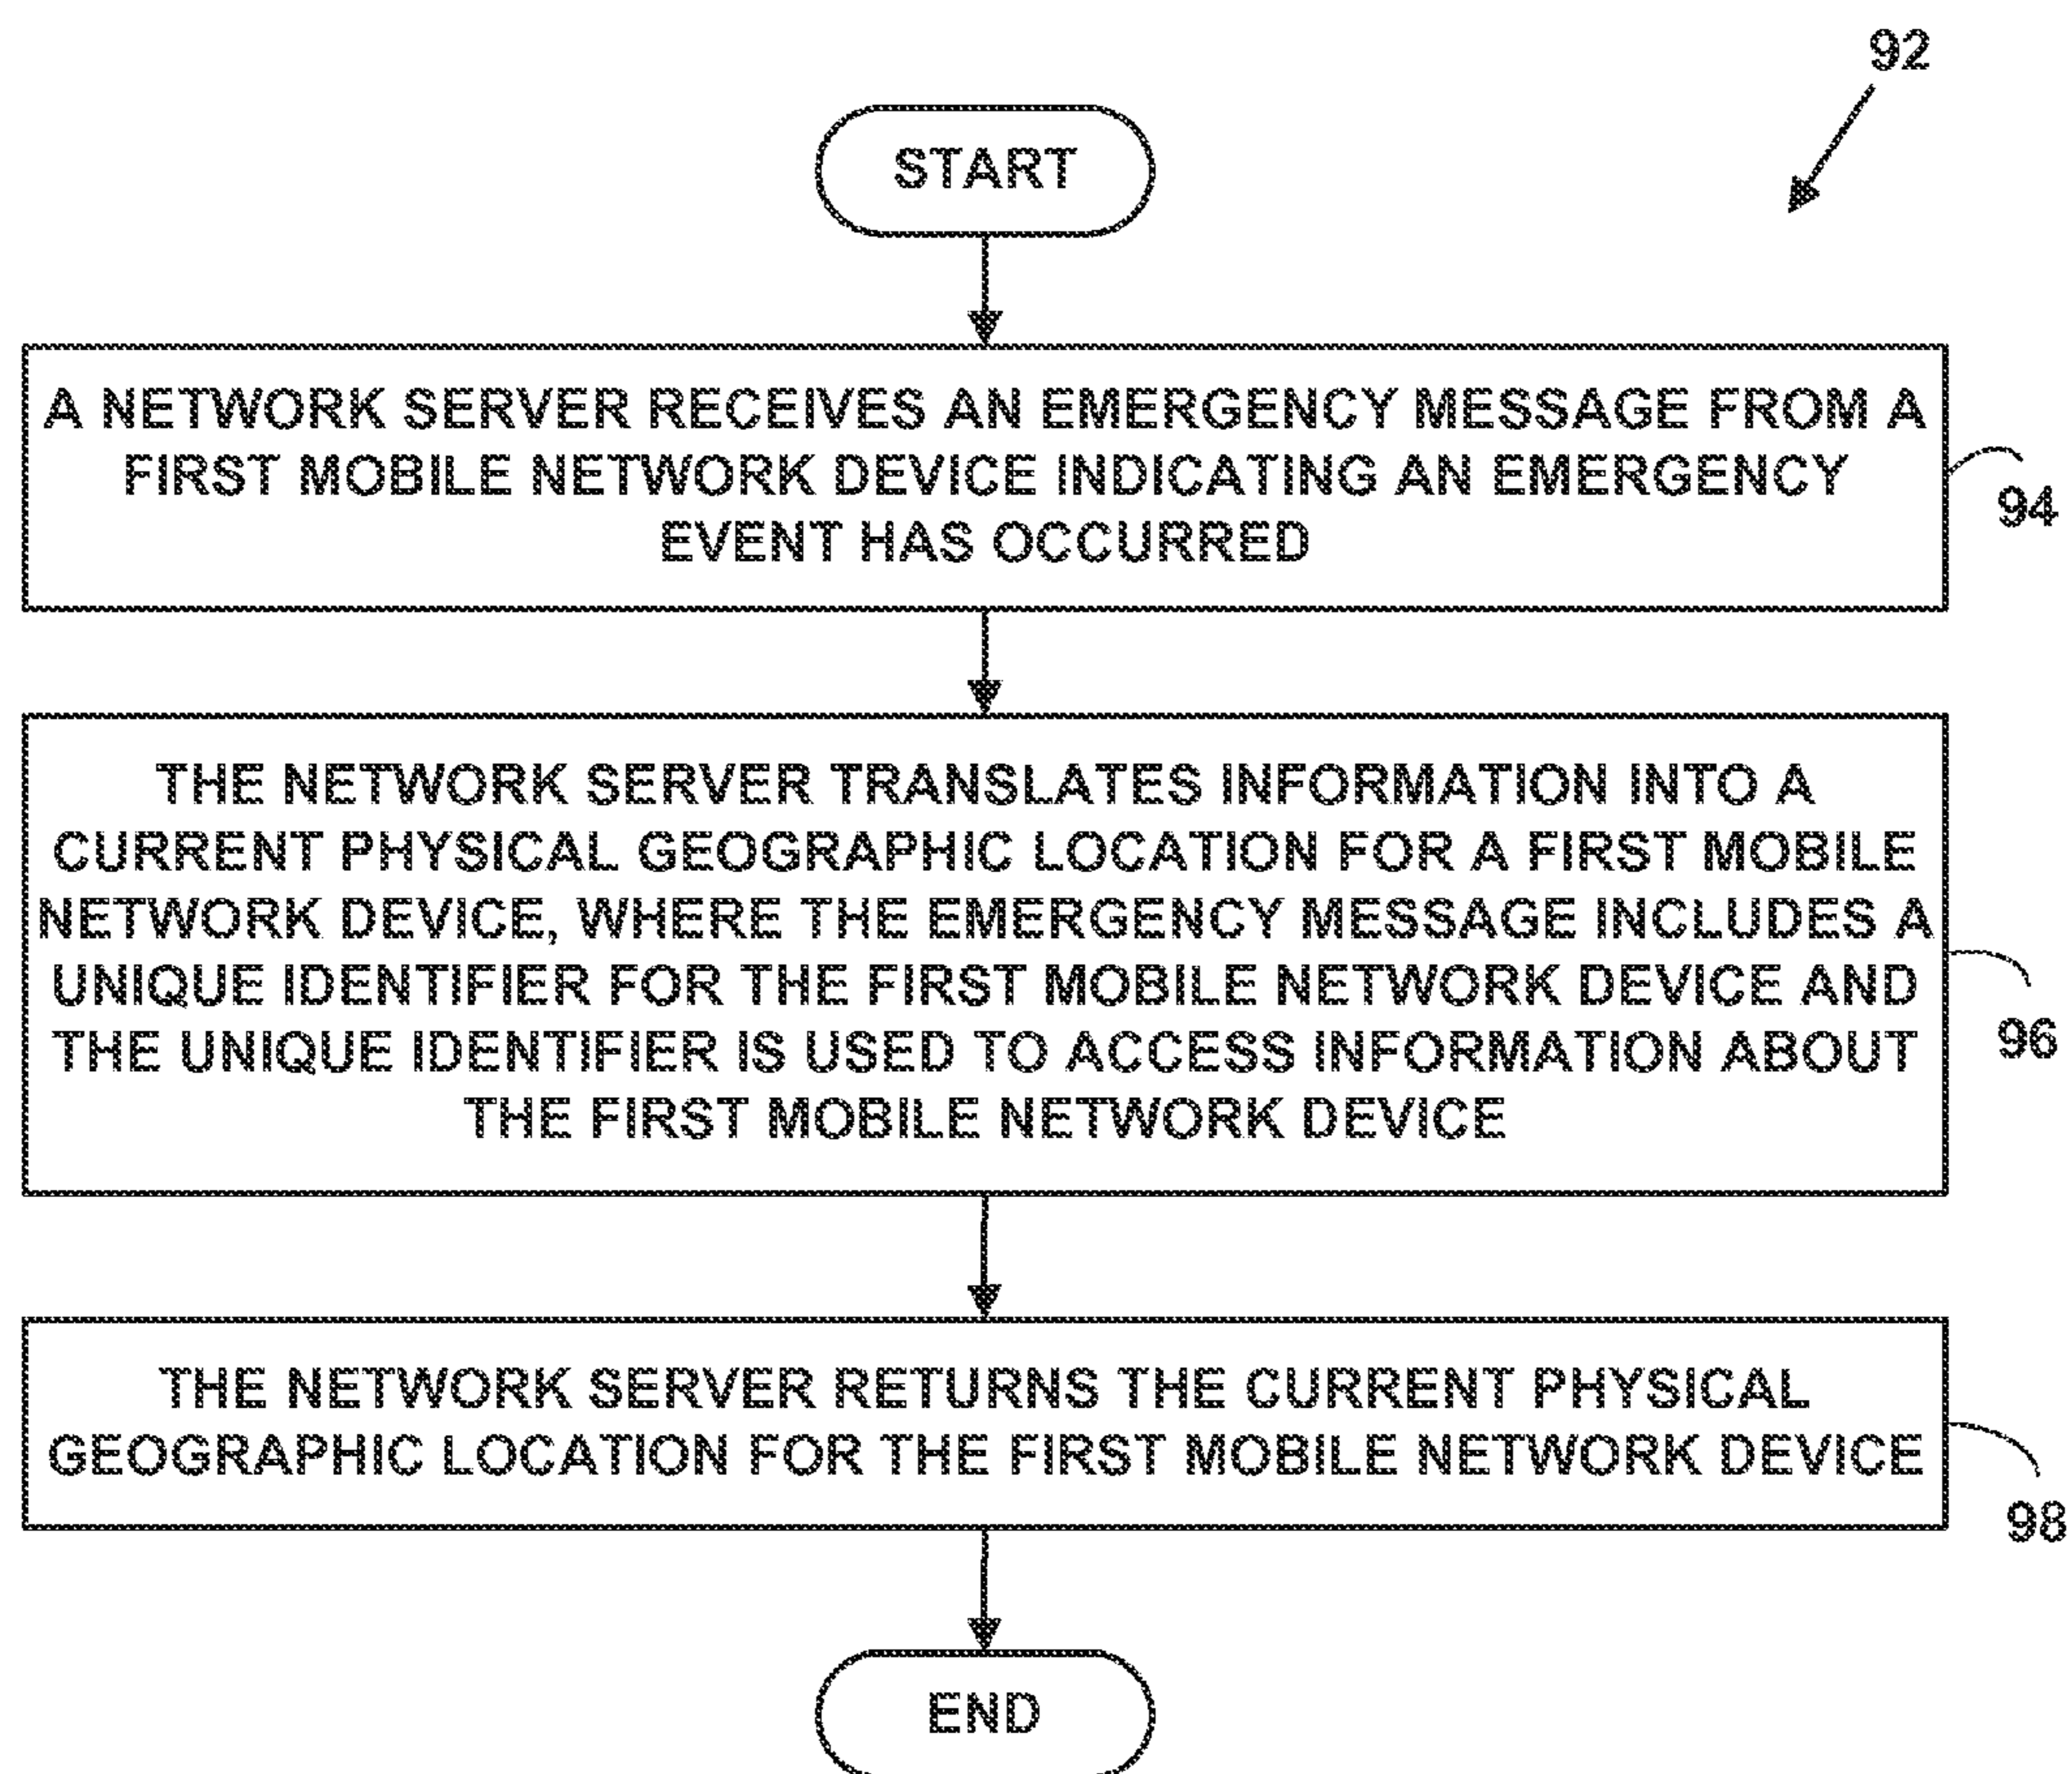 92
START
A NETWORK SERVER RECEIVES AN EMERGENCY MESSAGE FROM A
FIRST MOBILE NETWORK DEVICE INDICATING AN EMERGENCY
EVENT HAS OCCURRED
94
THE NETWORK SERVER TRANSLATES INFORMATION INTO A
CURRENT PHYSICAL GEOGRAPHIC LOCATION FOR A FIRST MOBILE
NETWORK DEVICE, WHERE THE EMERGENCY MESSAGE INCLUDES A
UNIQUE IDENTIFIER FOR THE FIRST MOBILE NETWORK DEVICE AND
THE UNIQUE IDENTIFIER IS USED TO ACCESS INFORMATION ABOUT
THE FIRST MOBILE NETWORK DEVICE
96
THE NETWORK SERVER RETURNS THE CURRENT PHYSICAL
GEOGRAPHIC LOCATION FOR THE FIRST MOBILE NETWORK DEVICE
98
END